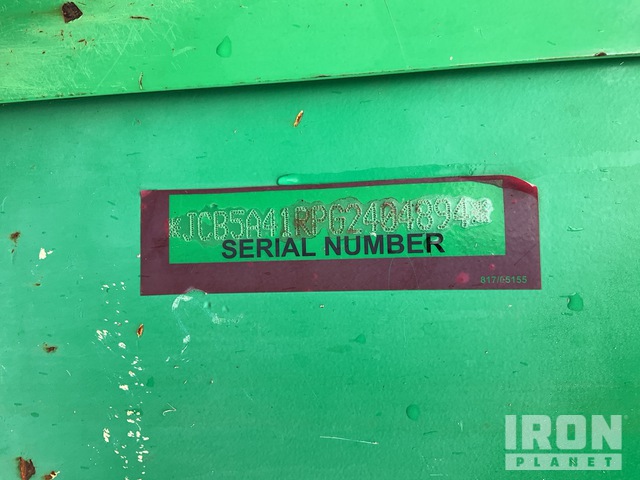 *JCB5A41RPG2404894*
SERIAL NUMBER
817/65155
IRON
PLANET